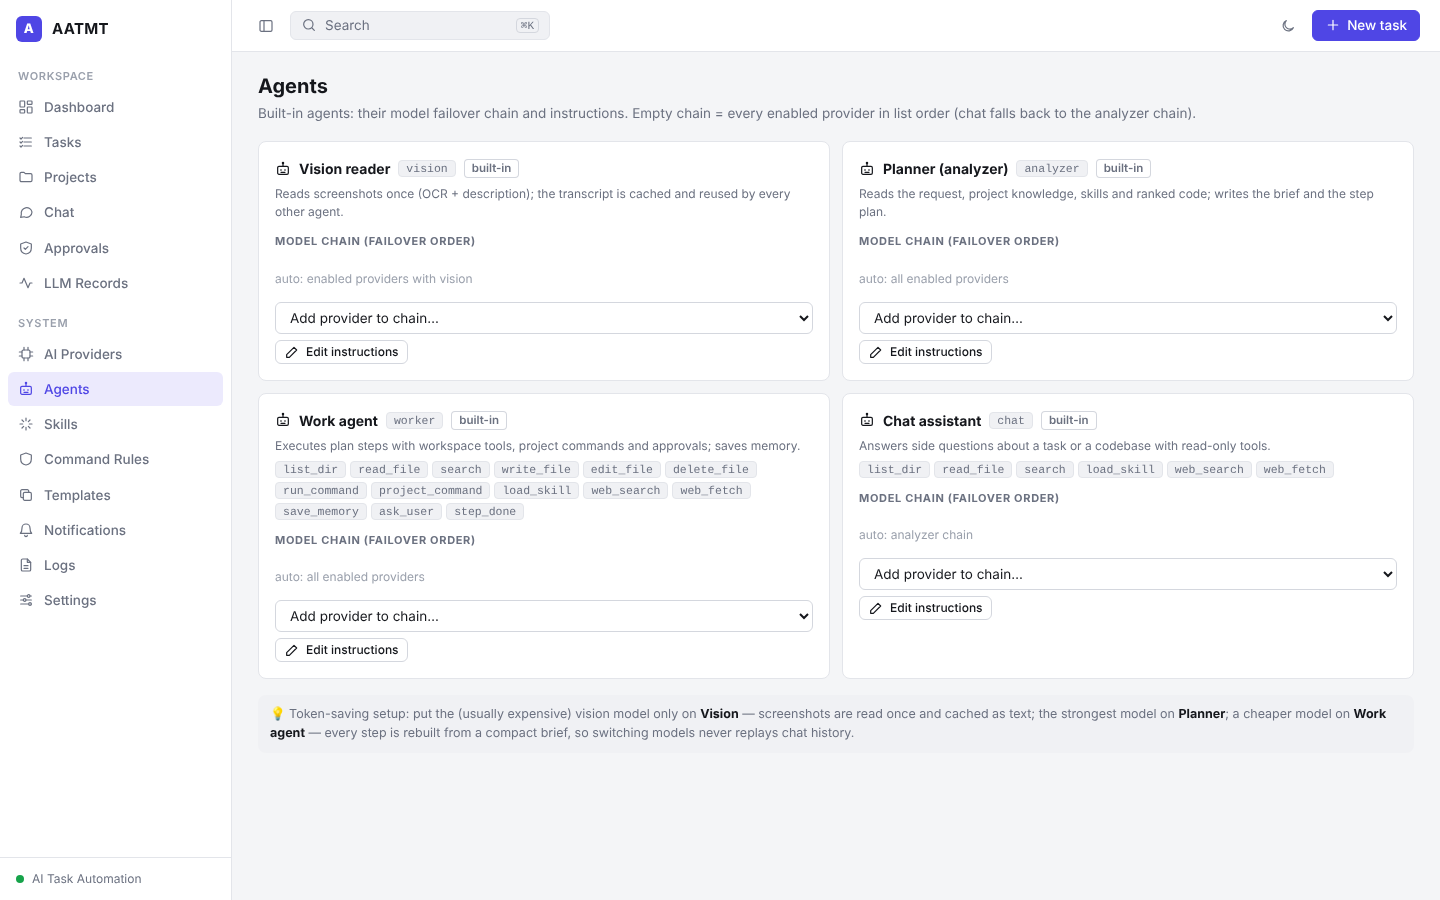 A AATMT
Search ⌘K
New task
WORKSPACE
Dashboard
Tasks
Projects
Chat
Approvals
LLM Records
SYSTEM
AI Providers
Agents
Skills
Command Rules
Templates
Notifications
Logs
Settings
AI Task Automation
Agents
Built-in agents: their model failover chain and instructions. Empty chain = every enabled provider in list order (chat falls back to the analyzer chain).
Vision reader vision built-in
Reads screenshots once (OCR + description); the transcript is cached and reused by every
other agent.
MODEL CHAIN (FAILOVER ORDER)
auto: enabled providers with vision
Add provider to chain...
Edit instructions
Planner (analyzer) analyzer built-in
Reads the request, project knowledge, skills and ranked code; writes the brief and the step
plan.
MODEL CHAIN (FAILOVER ORDER)
auto: all enabled providers
Add provider to chain...
Edit instructions
Work agent worker built-in
Executes plan steps with workspace tools, project commands and approvals; saves memory.
list_dir read_file search write_file edit_file delete_file
run_command project_command load_skill web_search web_fetch
save_memory ask_user step_done
MODEL CHAIN (FAILOVER ORDER)
auto: all enabled providers
Add provider to chain...
Edit instructions
Chat assistant chat built-in
Answers side questions about a task or a codebase with read-only tools.
list_dir read_file search load_skill web_search web_fetch
MODEL CHAIN (FAILOVER ORDER)
auto: analyzer chain
Add provider to chain...
Edit instructions
💡 Token-saving setup: put the (usually expensive) vision model only on Vision — screenshots are read once and cached as text; the strongest model on Planner; a cheaper model on Work
agent — every step is rebuilt from a compact brief, so switching models never replays chat history.